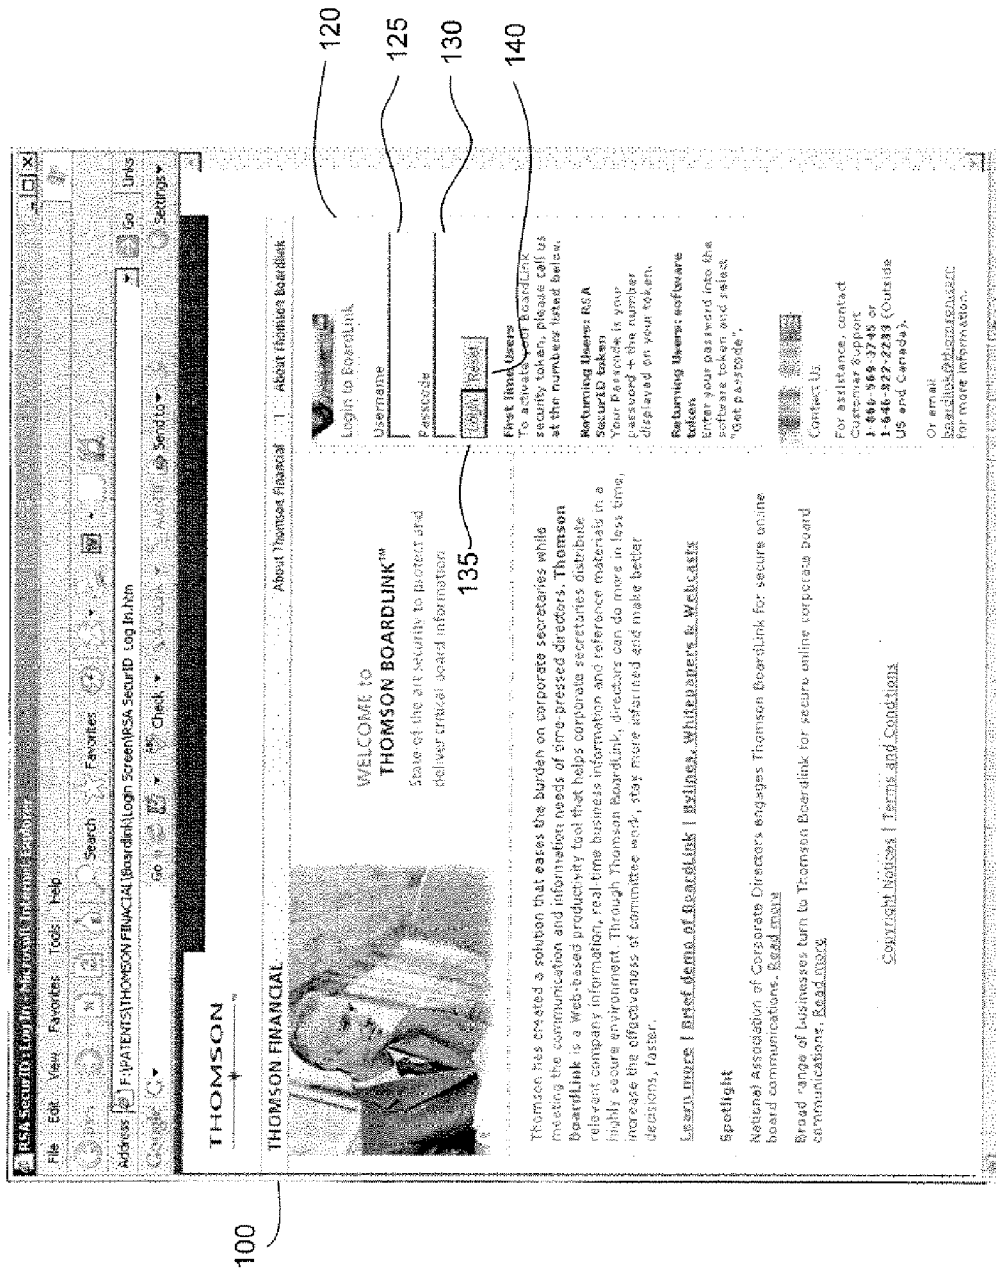 RSA SecurID Log In - Microsoft Internet Explorer
File Edit View Favorites Tools Help
Search Favorites
Address F:\PATENTS\THOMSON FINACIAL\Boardlink\Login Screen\RSA SecurID Log In.htm Go Links
Google Go Check AutoFill Send to Settings
THOMSON
THOMSON FINANCIAL
About Thomson Financial | About Thomson Boardlink
WELCOME to
THOMSON BOARDLINK™
State of the art security to protect and
deliver critical board information
Thomson has created a solution that eases the burden on corporate secretaries while
meeting the communication and information needs of time-pressed directors. Thomson
BoardLink is a Web-based productivity tool that helps corporate secretaries distribute
relevant company information, real time business information and reference materials in a
highly secure environment Through Thomson BoardLink, directors can do more in less time,
increase the effectiveness of committee work, stay more informed and make better
decisions, faster.
Learn more | Brief demo of BoardLink | Bylines, Whitepapers & Webcasts
Spotlight
National Association of Corporate Directors engages Thomson BoardLink for secure online
board communications. Read more
Broad range of businesses turn to Thomson Boardlink for secure online corporate board
communications. Read more
Copyright Notices | Terms and Conditions
Login to BoardLink
Username
Passcode
Login Reset
First Time Users
To activate your BoardLink
security token, please call us
at the numbers listed below.
Returning Users: RSA
SecurID token
Your Passcode is your
password + the number
displayed on your token.
Returning Users: software
token
Enter your password into the
software token and select
"Get passcode".
Contact Us
For assistance, contact
Customer Support
US and Canada).
Or email
for more information.
100
120
125
130
135
140